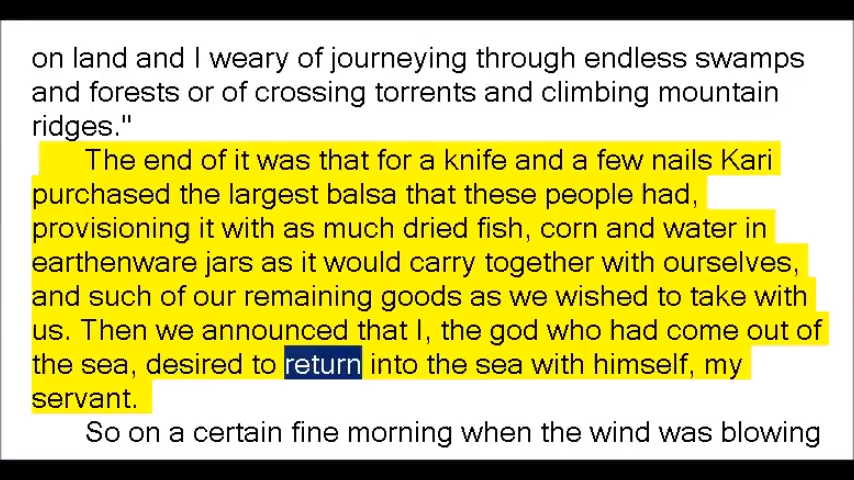 on land and I weary of journeying through endless swamps
and forests or of crossing torrents and climbing mountain
ridges."
The end of it was that for a knife and a few nails Kari
purchased the largest balsa that these people had,
provisioning it with as much dried fish, corn and water in
earthenware jars as it would carry together with ourselves,
and such of our remaining goods as we wished to take with
us. Then we announced that I, the god who had come out of
the sea, desired to return into the sea with himself, my
servant.
So on a certain fine morning when the wind was blowing